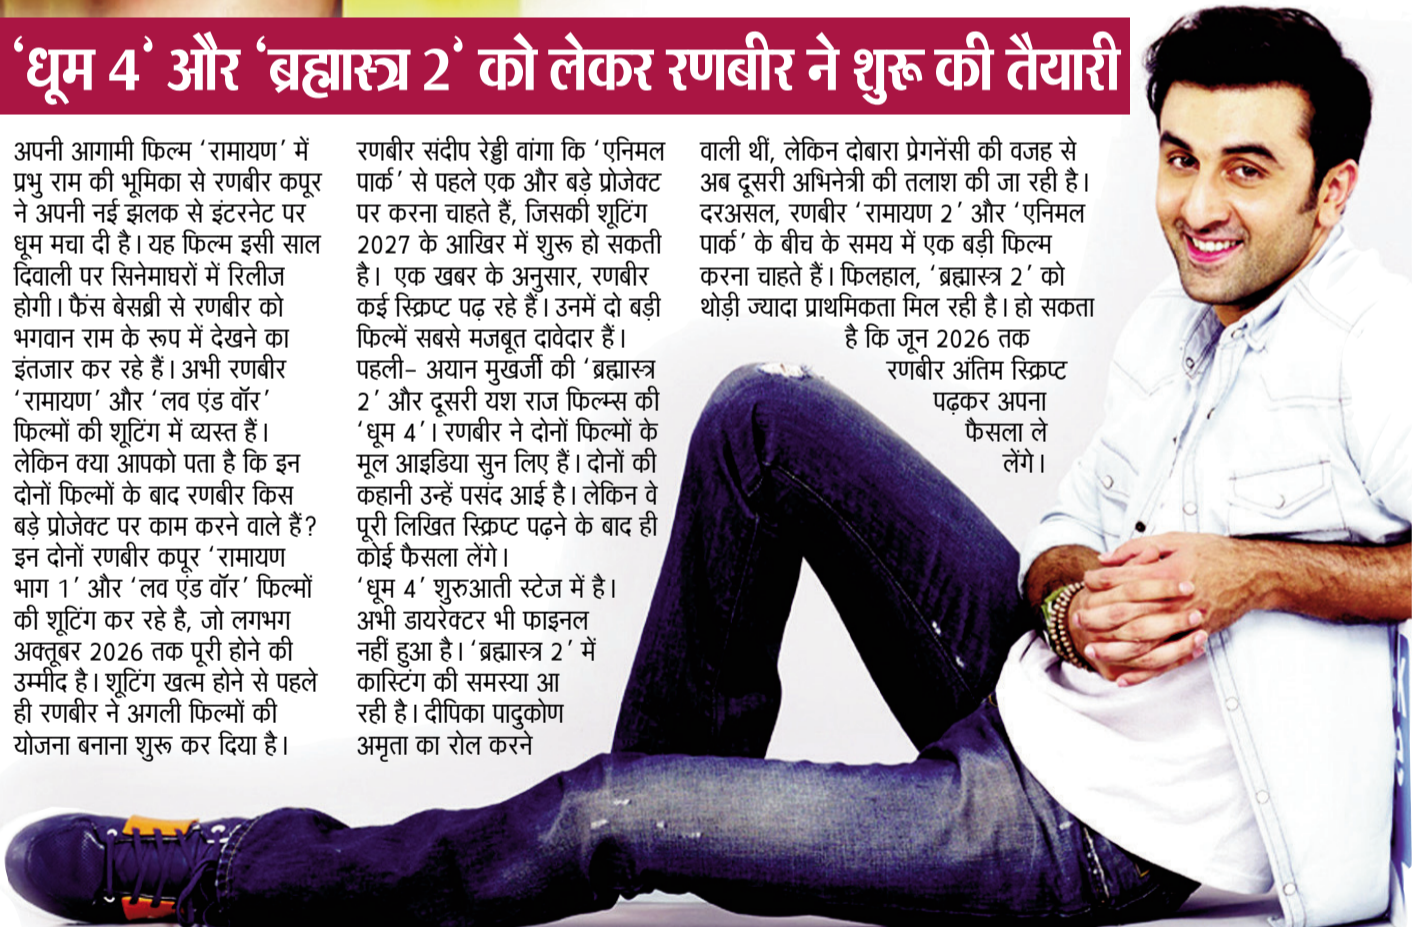 ‘धूम 4’ और ‘ब्रह्मास्त्र 2’ को लेकर रणबीर ने शुरू की तैयारी
अपनी आगामी फिल्म ‘रामायण’ में
प्रभु राम की भूमिका से रणबीर कपूर
ने अपनी नई झलक से इंटरनेट पर
धूम मचा दी है। यह फिल्म इसी साल
दिवाली पर सिनेमाघरों में रिलीज
होगी। फैंस बेसब्री से रणबीर को
भगवान राम के रूप में देखने का
इंतजार कर रहे हैं। अभी रणबीर
‘रामायण’ और ‘लव एंड वॉर’
फिल्मों की शूटिंग में व्यस्त हैं।
लेकिन क्या आपको पता है कि इन
दोनों फिल्मों के बाद रणबीर किस
बड़े प्रोजेक्ट पर काम करने वाले हैं?
इन दोनों रणबीर कपूर ‘रामायण
भाग 1’ और ‘लव एंड वॉर’ फिल्मों
की शूटिंग कर रहे है, जो लगभग
अक्तूबर 2026 तक पूरी होने की
उम्मीद है। शूटिंग खत्म होने से पहले
ही रणबीर ने अगली फिल्मों की
योजना बनाना शुरू कर दिया है।
रणबीर संदीप रेड्डी वांगा कि ‘एनिमल
पार्क’ से पहले एक और बड़े प्रोजेक्ट
पर करना चाहते हैं, जिसकी शूटिंग
2027 के आखिर में शुरू हो सकती
है। एक खबर के अनुसार, रणबीर
कई स्क्रिप्ट पढ़ रहे हैं। उनमें दो बड़ी
फिल्में सबसे मजबूत दावेदार हैं।
पहली- अयान मुखर्जी की ‘ब्रह्मास्त्र
2’ और दूसरी यश राज फिल्म्स की
‘धूम 4’। रणबीर ने दोनों फिल्मों के
मूल आइडिया सुन लिए हैं। दोनों की
कहानी उन्हें पसंद आई है। लेकिन वे
पूरी लिखित स्क्रिप्ट पढ़ने के बाद ही
कोई फैसला लेंगे।
‘धूम 4’ शुरुआती स्टेज में है।
अभी डायरेक्टर भी फाइनल
नहीं हुआ है। ‘ब्रह्मास्त्र 2’ में
कास्टिंग की समस्या आ
रही है। दीपिका पादुकोण
अमृता का रोल करने
वाली थीं, लेकिन दोबारा प्रेगनेंसी की वजह से
अब दूसरी अभिनेत्री की तलाश की जा रही है।
दरअसल, रणबीर ‘रामायण 2’ और ‘एनिमल
पार्क’ के बीच के समय में एक बड़ी फिल्म
करना चाहते हैं। फिलहाल, ‘ब्रह्मास्त्र 2’ को
थोड़ी ज्यादा प्राथमिकता मिल रही है। हो सकता
है कि जून 2026 तक
रणबीर अंतिम स्क्रिप्ट
पढ़कर अपना
फैसला ले
लेंगे।